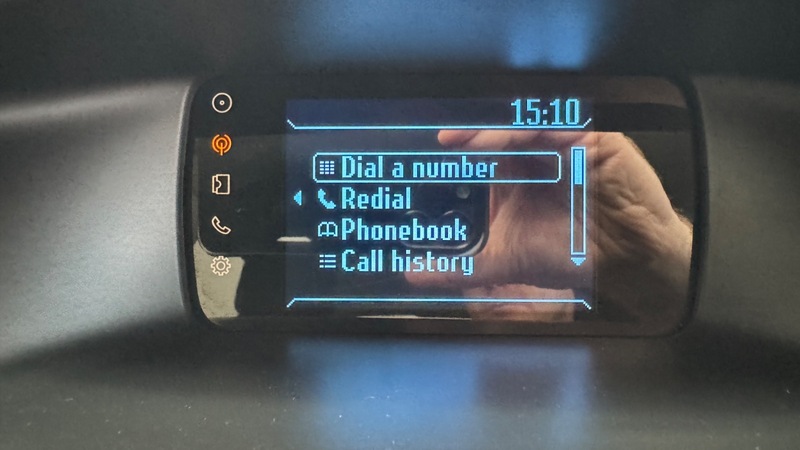 15:10
Dial a number
Redial
Phonebook
Call history